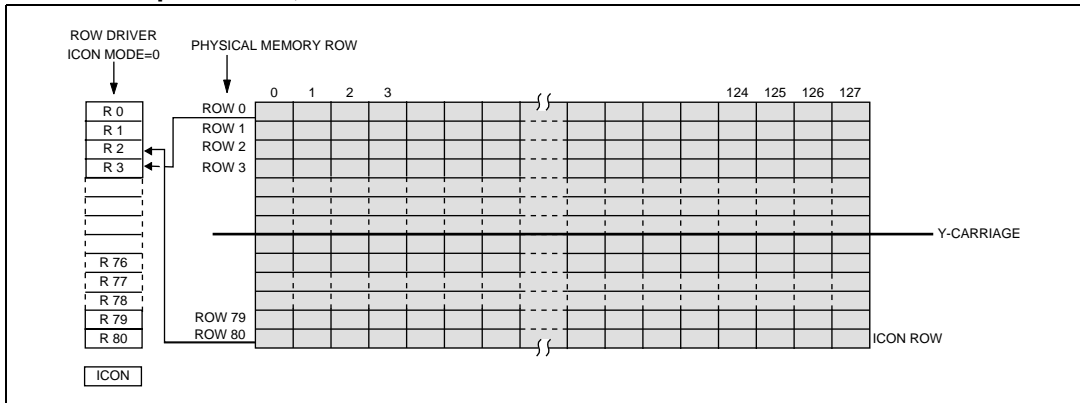 ROW DRIVER
ICON MODE=0
PHYSICAL MEMORY ROW
0 1 2 3 124 125 126 127
R 0 ROW 0
R 1 ROW 1
R 2 ROW 2
R 3 ROW 3
Y-CARRIAGE
R 76
R 77
R 78
R 79 ROW 79
R 80 ROW 80 ICON ROW
ICON